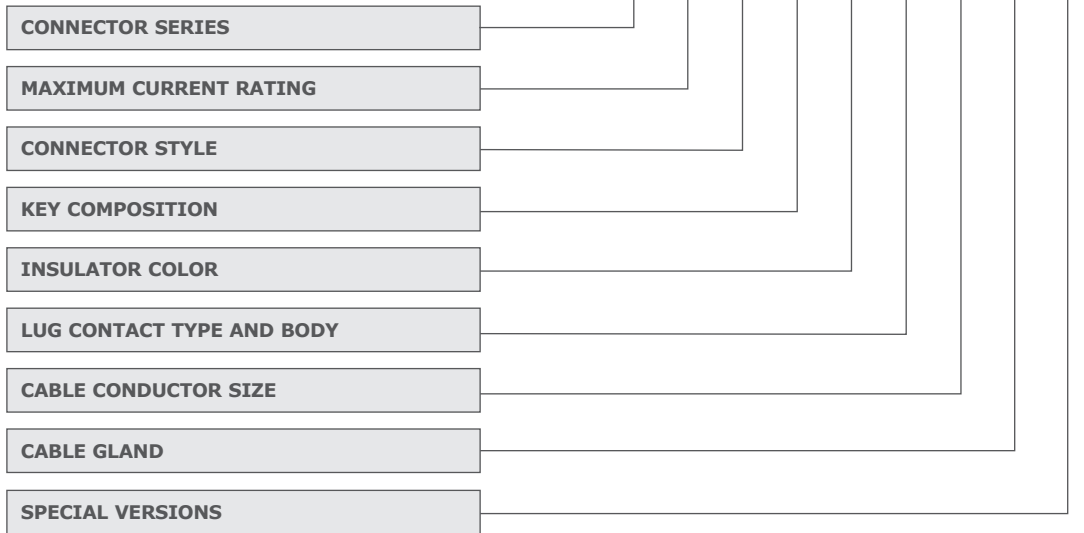 CONNECTOR SERIES
MAXIMUM CURRENT RATING
CONNECTOR STYLE
KEY COMPOSITION
INSULATOR COLOR
LUG CONTACT TYPE AND BODY
CABLE CONDUCTOR SIZE
CABLE GLAND
SPECIAL VERSIONS